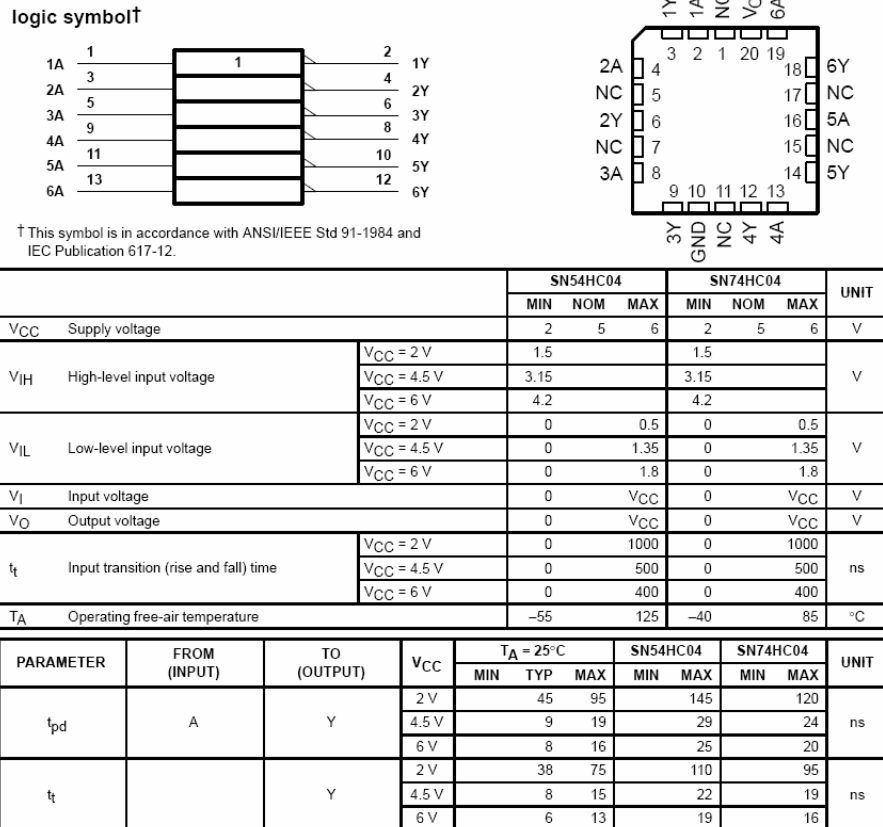 logic symbol†
1A 1 1 2 1Y
2A 3 4 2Y
3A 5 6 3Y
4A 9 8 4Y
5A 11 10 5Y
6A 13 12 6Y
† This symbol is in accordance with ANSI/IEEE Std 91-1984 and
IEC Publication 617-12.
1Y 1A NC 6A
3 2 1 20 19
2A 4 18 6Y
NC 5 17 NC
2Y 6 16 5A
NC 7 15 NC
3A 8 14 5Y
9 10 11 12 13
3Y GND NC 4Y 4A
SN54HC04 SN74HC04 UNIT
MIN NOM MAX MIN NOM MAX
VCC Supply voltage 2 5 6 2 5 6 V
VIH High-level input voltage VCC = 2 V 1.5 1.5 V
VCC = 4.5 V 3.15 3.15
VCC = 6 V 4.2 4.2
VIL Low-level input voltage VCC = 2 V 0 0.5 0 0.5 V
VCC = 4.5 V 0 1.35 0 1.35
VCC = 6 V 0 1.8 0 1.8
VI Input voltage 0 VCC 0 VCC V
VO Output voltage 0 VCC 0 VCC V
tt Input transition (rise and fall) time VCC = 2 V 0 1000 0 1000 ns
VCC = 4.5 V 0 500 0 500
VCC = 6 V 0 400 0 400
TA Operating free-air temperature –55 125 –40 85 °C
PARAMETER FROM (INPUT) TO (OUTPUT) VCC TA = 25°C SN54HC04 SN74HC04 UNIT
MIN TYP MAX MIN MAX MIN MAX
tpd A Y 2 V 45 95 145 120 ns
4.5 V 9 19 29 24
6 V 8 16 25 20
tt Y 2 V 38 75 110 95 ns
4.5 V 8 15 22 19
6 V 6 13 19 16